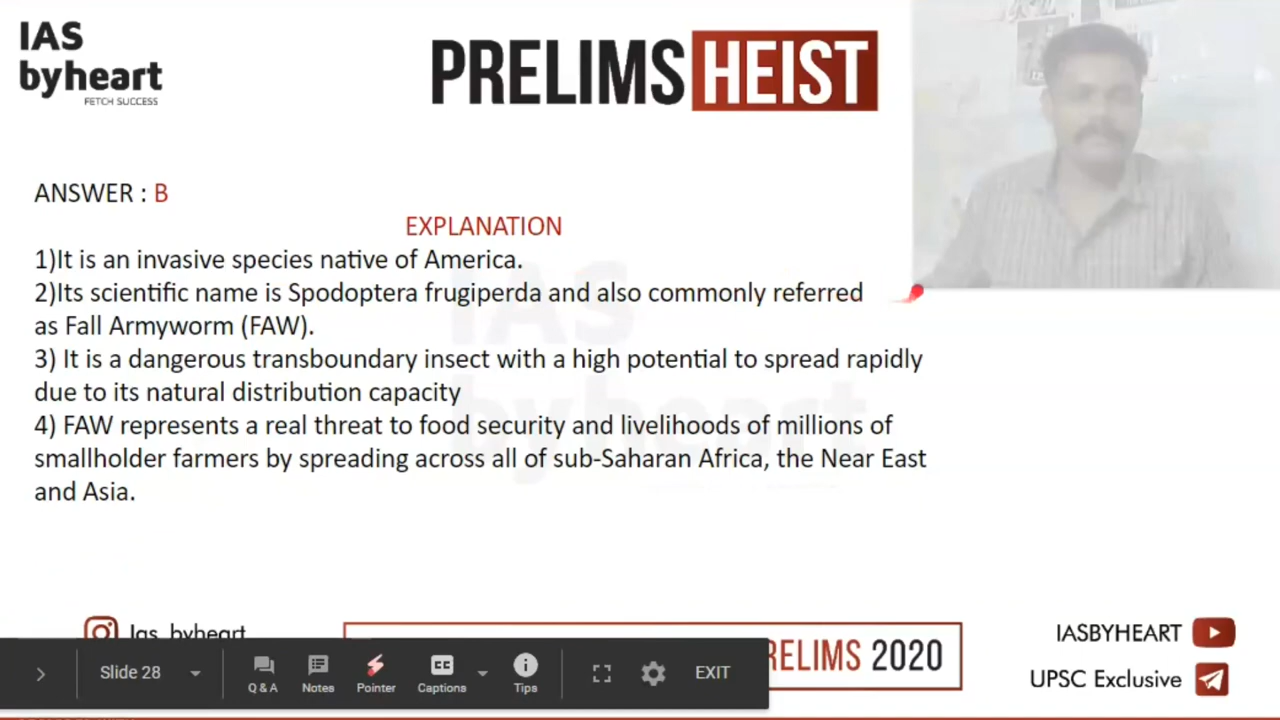 IAS
byheart
FETCH SUCCESS
PRELIMS HEIST
ANSWER : B
EXPLANATION
1)It is an invasive species native of America.
2)Its scientific name is Spodoptera frugiperda and also commonly referred
as Fall Armyworm (FAW).
3) It is a dangerous transboundary insect with a high potential to spread rapidly
due to its natural distribution capacity
4) FAW represents a real threat to food security and livelihoods of millions of
smallholder farmers by spreading across all of sub-Saharan Africa, the Near East
and Asia.
IAS
byheart
Ias_byheart
RELIMS 2020
IASBYHEART
UPSC Exclusive
Slide 28
Q & A
Notes
Pointer
CC
Captions
Tips
EXIT